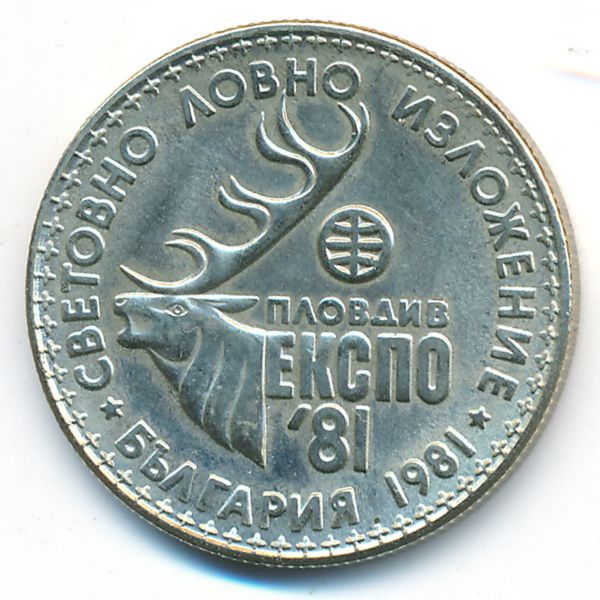 СВЕТОВНО ЛОВНО ИЗЛОЖЕНИЕ
ПЛОВДИВ
ЕКСПО
'81
★ БЪЛГАРИЯ 1981 ★